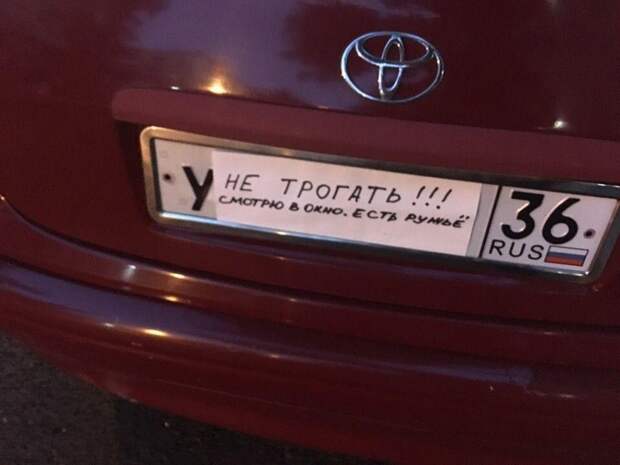 У
НЕ ТРОГАТЬ!!!
СМОТРЮ В ОКНО. ЕСТЬ РУЖЬЁ
36
RUS